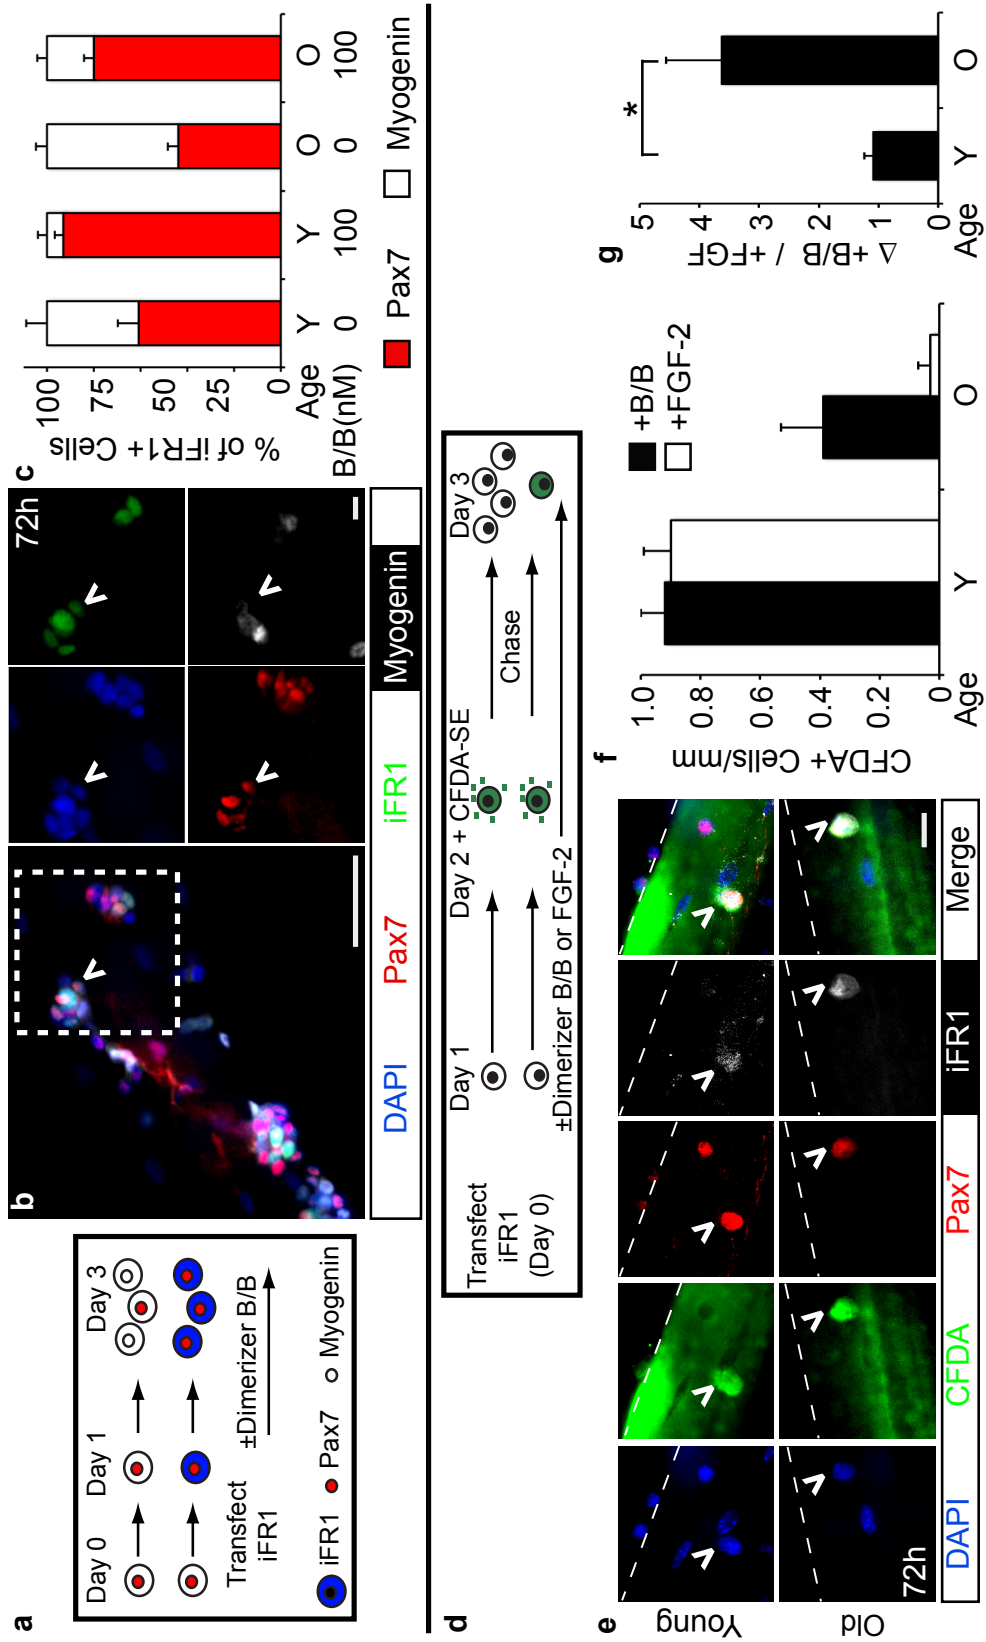 a
Day 0
Day 1
Day 3
Transfect
iFR1
±Dimerizer B/B
iFR1
Pax7
Myogenin
b
72h
DAPI
Pax7
iFR1
Myogenin
c
% of iFR1+ Cells
100
75
50
25
0
Age Y Y O O
B/B(nM) 0 100 0 100
Pax7
Myogenin
d
Transfect
iFR1
(Day 0)
Day 1
Day 2 + CFDA-SE
Day 3
Chase
±Dimerizer B/B or FGF-2
e
Young
Old
72h
DAPI
CFDA
Pax7
iFR1
Merge
f
CFDA+ Cells/mm
1.0
0.8
0.6
0.4
0.2
0
Age Y O
+B/B
+FGF-2
g
Δ +B/B / +FGF
5
4
3
2
1
0
Age Y O
*